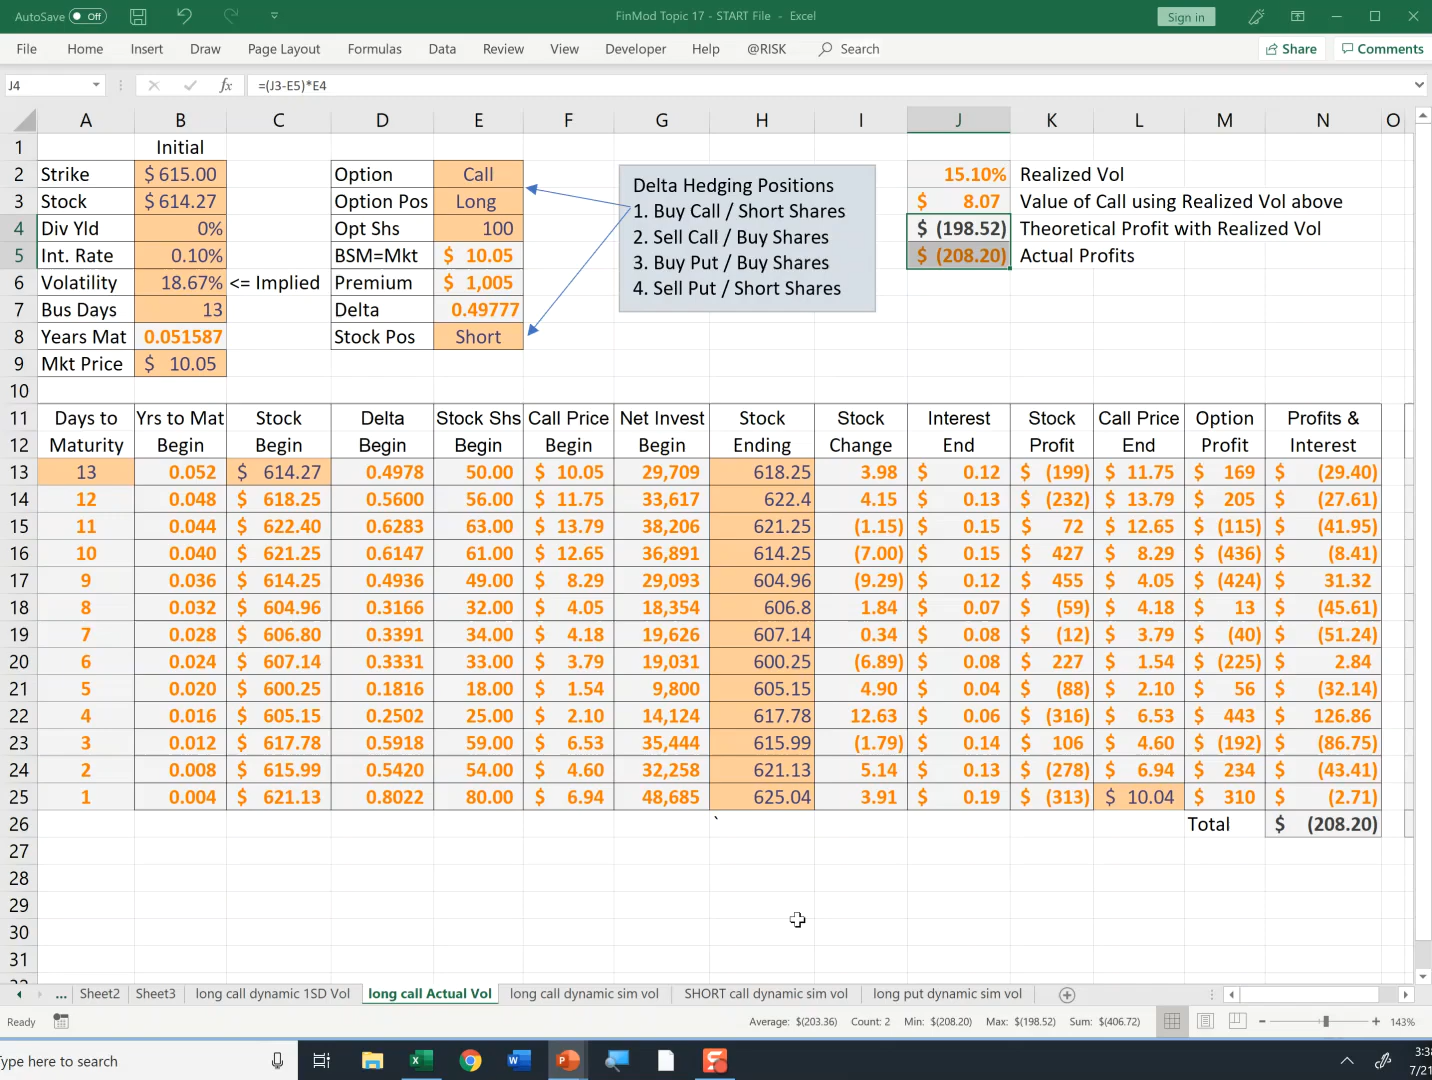 AutoSave Off FinMod Topic 17 - START File - Excel Sign in
File Home Insert Draw Page Layout Formulas Data Review View Developer Help @RISK Search Share Comments
J4 fx =(J3-E5)*E4
A B C D E F G H I J K L M N O
1 Initial
2 Strike $ 615.00 Option Call 15.10% Realized Vol
3 Stock $ 614.27 Option Pos Long $ 8.07 Value of Call using Realized Vol above
4 Div Yld 0% Opt Shs 100 $ (198.52) Theoretical Profit with Realized Vol
5 Int. Rate 0.10% BSM=Mkt $ 10.05 $ (208.20) Actual Profits
6 Volatility 18.67% <= Implied Premium $ 1,005
7 Bus Days 13 Delta 0.49777
8 Years Mat 0.051587 Stock Pos Short
9 Mkt Price $ 10.05
Delta Hedging Positions
1. Buy Call / Short Shares
2. Sell Call / Buy Shares
3. Buy Put / Buy Shares
4. Sell Put / Short Shares
10
11 Days to Yrs to Mat Stock Delta Stock Shs Call Price Net Invest Stock Stock Interest Stock Call Price Option Profits &
12 Maturity Begin Begin Begin Begin Begin Begin Ending Change End Profit End Profit Interest
13 13 0.052 $ 614.27 0.4978 50.00 $ 10.05 29,709 618.25 3.98 $ 0.12 $ (199) $ 11.75 $ 169 $ (29.40)
14 12 0.048 $ 618.25 0.5600 56.00 $ 11.75 33,617 622.4 4.15 $ 0.13 $ (232) $ 13.79 $ 205 $ (27.61)
15 11 0.044 $ 622.40 0.6283 63.00 $ 13.79 38,206 621.25 (1.15) $ 0.15 $ 72 $ 12.65 $ (115) $ (41.95)
16 10 0.040 $ 621.25 0.6147 61.00 $ 12.65 36,891 614.25 (7.00) $ 0.15 $ 427 $ 8.29 $ (436) $ (8.41)
17 9 0.036 $ 614.25 0.4936 49.00 $ 8.29 29,093 604.96 (9.29) $ 0.12 $ 455 $ 4.05 $ (424) $ 31.32
18 8 0.032 $ 604.96 0.3166 32.00 $ 4.05 18,354 606.8 1.84 $ 0.07 $ (59) $ 4.18 $ 13 $ (45.61)
19 7 0.028 $ 606.80 0.3391 34.00 $ 4.18 19,626 607.14 0.34 $ 0.08 $ (12) $ 3.79 $ (40) $ (51.24)
20 6 0.024 $ 607.14 0.3331 33.00 $ 3.79 19,031 600.25 (6.89) $ 0.08 $ 227 $ 1.54 $ (225) $ 2.84
21 5 0.020 $ 600.25 0.1816 18.00 $ 1.54 9,800 605.15 4.90 $ 0.04 $ (88) $ 2.10 $ 56 $ (32.14)
22 4 0.016 $ 605.15 0.2502 25.00 $ 2.10 14,124 617.78 12.63 $ 0.06 $ (316) $ 6.53 $ 443 $ 126.86
23 3 0.012 $ 617.78 0.5918 59.00 $ 6.53 35,444 615.99 (1.79) $ 0.14 $ 106 $ 4.60 $ (192) $ (86.75)
24 2 0.008 $ 615.99 0.5420 54.00 $ 4.60 32,258 621.13 5.14 $ 0.13 $ (278) $ 6.94 $ 234 $ (43.41)
25 1 0.004 $ 621.13 0.8022 80.00 $ 6.94 48,685 625.04 3.91 $ 0.19 $ (313) $ 10.04 $ 310 $ (2.71)
26 ` Total $ (208.20)
27
28
29
30
31
... Sheet2 Sheet3 long call dynamic 1SD Vol long call Actual Vol long call dynamic sim vol SHORT call dynamic sim vol long put dynamic sim vol
Ready Average: $(203.36) Count: 2 Min: $(208.20) Max: $(198.52) Sum: $(406.72) 143%
ype here to search